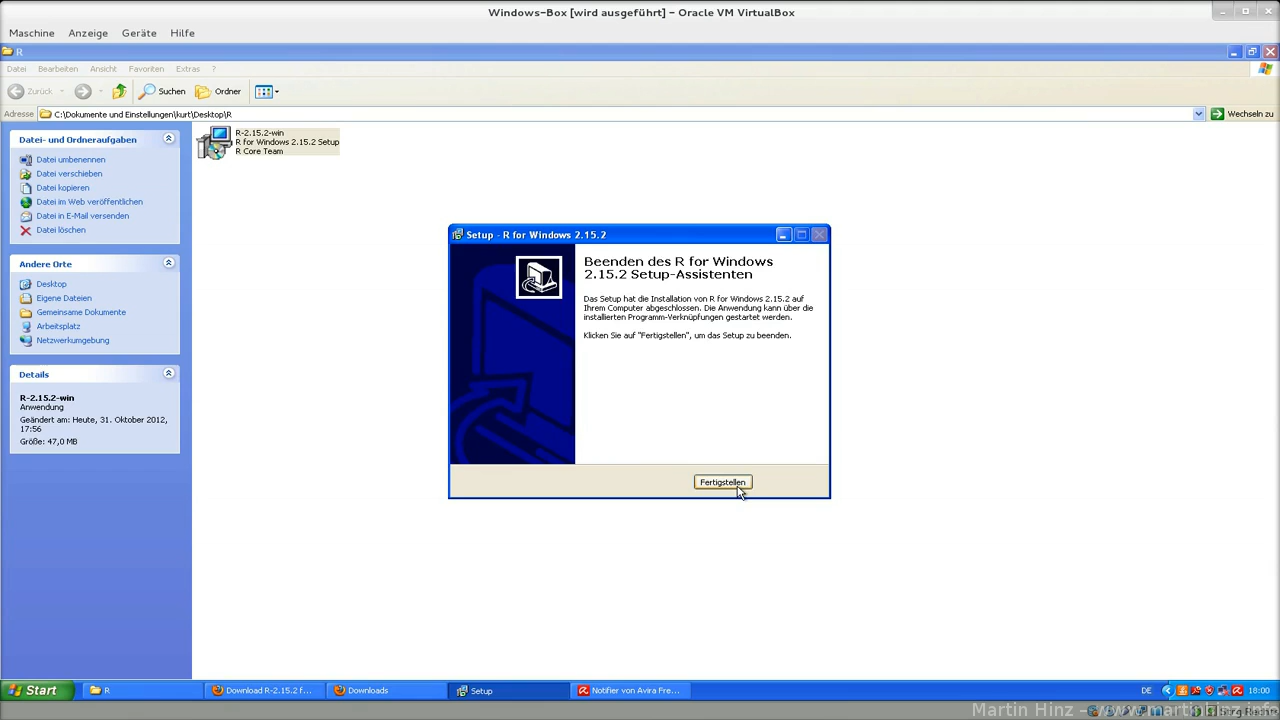 Windows-Box [wird ausgeführt] - Oracle VM VirtualBox
Maschine Anzeige Geräte Hilfe
R
Datei Bearbeiten Ansicht Favoriten Extras ?
Zurück Suchen Ordner
Adresse C:\Dokumente und Einstellungen\kurt\Desktop\R Wechseln zu
Datei- und Ordneraufgaben
Datei umbenennen
Datei verschieben
Datei kopieren
Datei im Web veröffentlichen
Datei in E-Mail versenden
Datei löschen
Andere Orte
Desktop
Eigene Dateien
Gemeinsame Dokumente
Arbeitsplatz
Netzwerkumgebung
Details
R-2.15.2-win
Anwendung
Geändert am: Heute, 31. Oktober 2012,
17:56
Größe: 47,0 MB
R-2.15.2-win
R for Windows 2.15.2 Setup
R Core Team
Setup - R for Windows 2.15.2
Beenden des R for Windows
2.15.2 Setup-Assistenten
Das Setup hat die Installation von R for Windows 2.15.2 auf
Ihrem Computer abgeschlossen. Die Anwendung kann über die
installierten Programm-Verknüpfungen gestartet werden.
Klicken Sie auf "Fertigstellen", um das Setup zu beenden.
Fertigstellen
Start R Download R-2.15.2 f... Downloads Setup Notifier von Avira Fre... DE 18:00
Martin Hinz - www.martinhinz.info